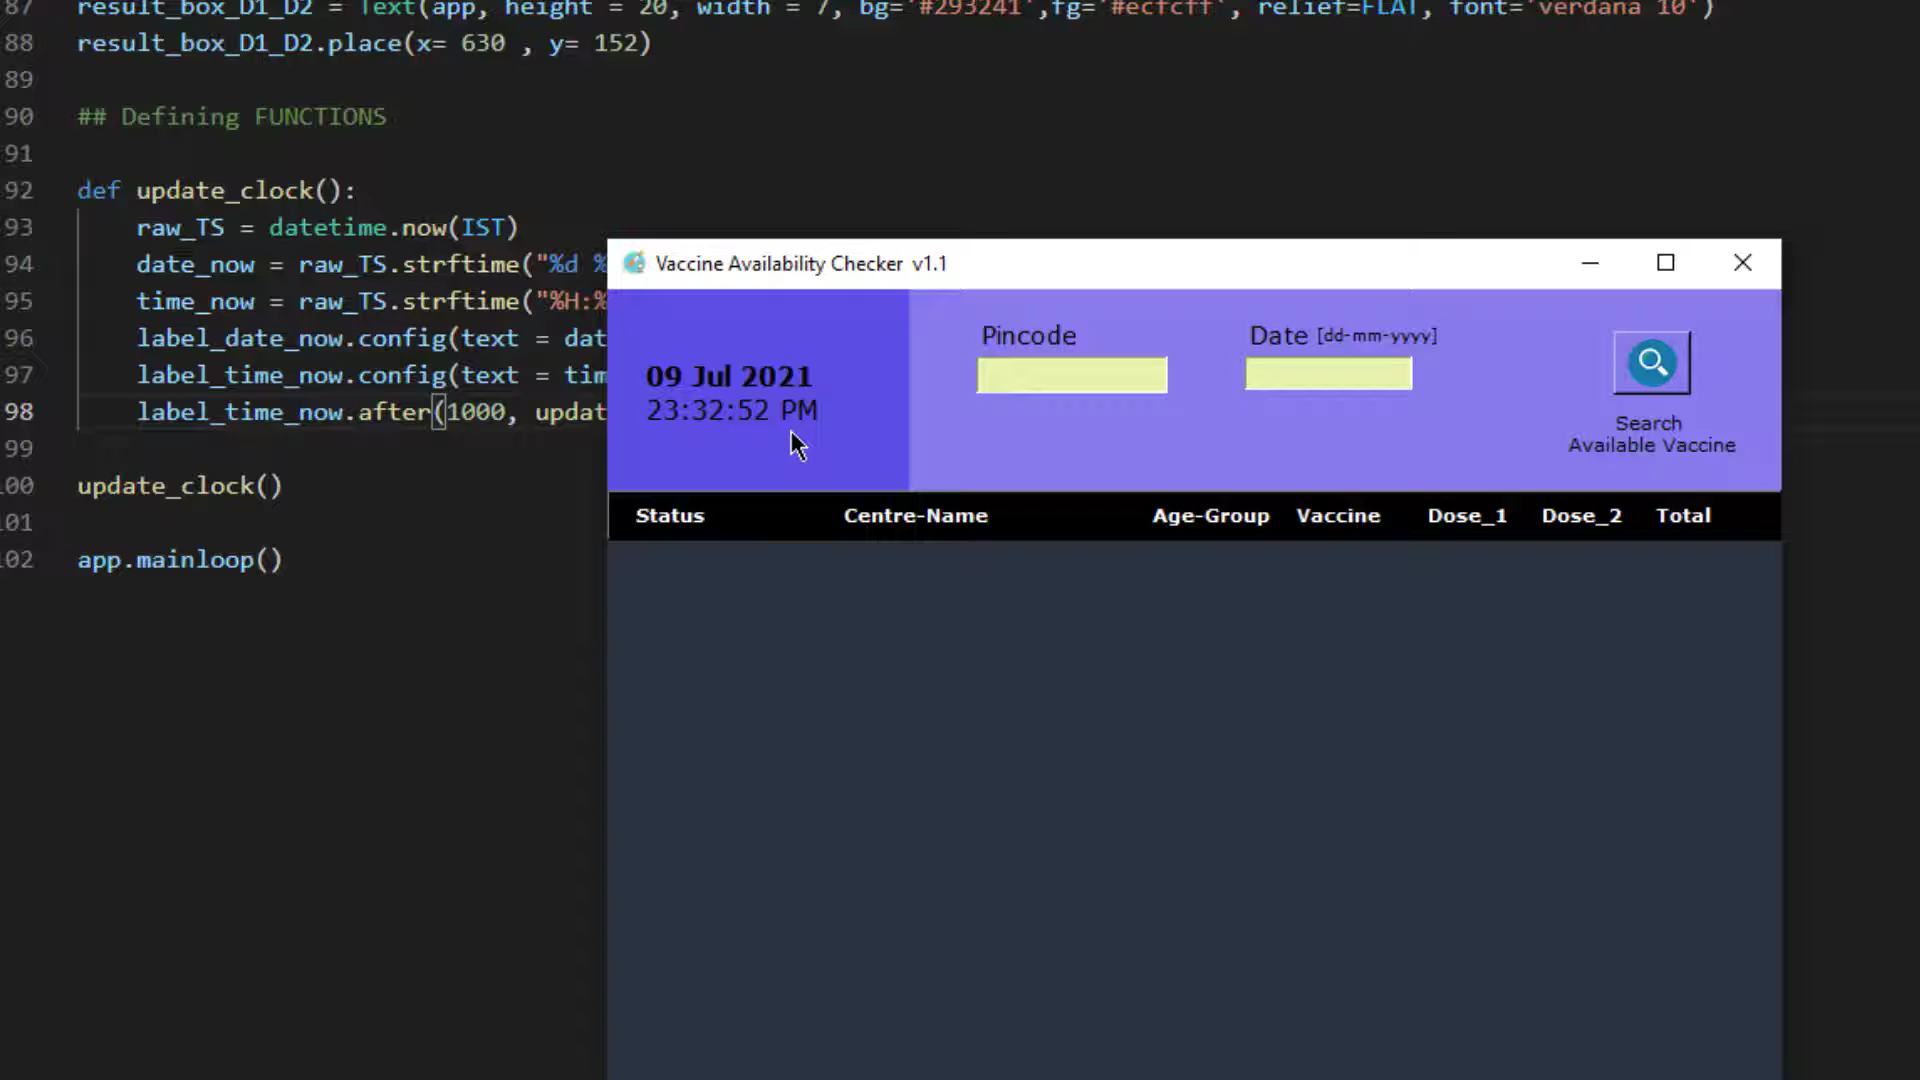 87 result_box_D1_D2 = Text(app, height = 20, width = 7, bg='#293241',fg='#ecfcff', relief=FLAT, font='verdana 10')
88 result_box_D1_D2.place(x= 630 , y= 152)
89
90 ## Defining FUNCTIONS
91
92 def update_clock():
93 raw_TS = datetime.now(IST)
94 date_now = raw_TS.strftime("%d %
95 time_now = raw_TS.strftime("%H:%
96 label_date_now.config(text = dat
97 label_time_now.config(text = tim
98 label_time_now.after(1000, updat
99
100 update_clock()
101
102 app.mainloop()
Vaccine Availability Checker v1.1
Pincode
Date [dd-mm-yyyy]
09 Jul 2021
23:32:52 PM
Search
Available Vaccine
Status Centre-Name Age-Group Vaccine Dose_1 Dose_2 Total